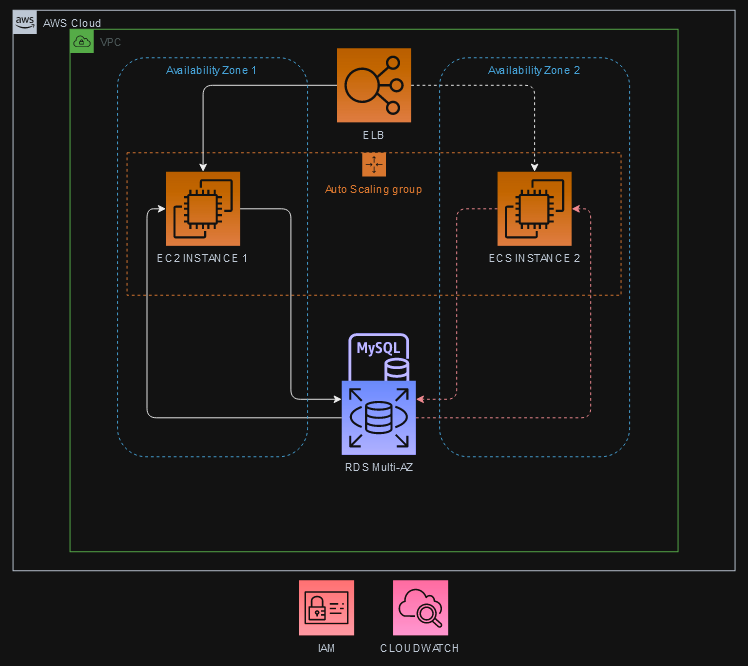 aws
AWS Cloud
VPC
Availability Zone 1
Availability Zone 2
ELB
Auto Scaling group
EC2 INSTANCE 1
ECS INSTANCE 2
MySQL
RDS Multi-AZ
IAM
CLOUDWATCH